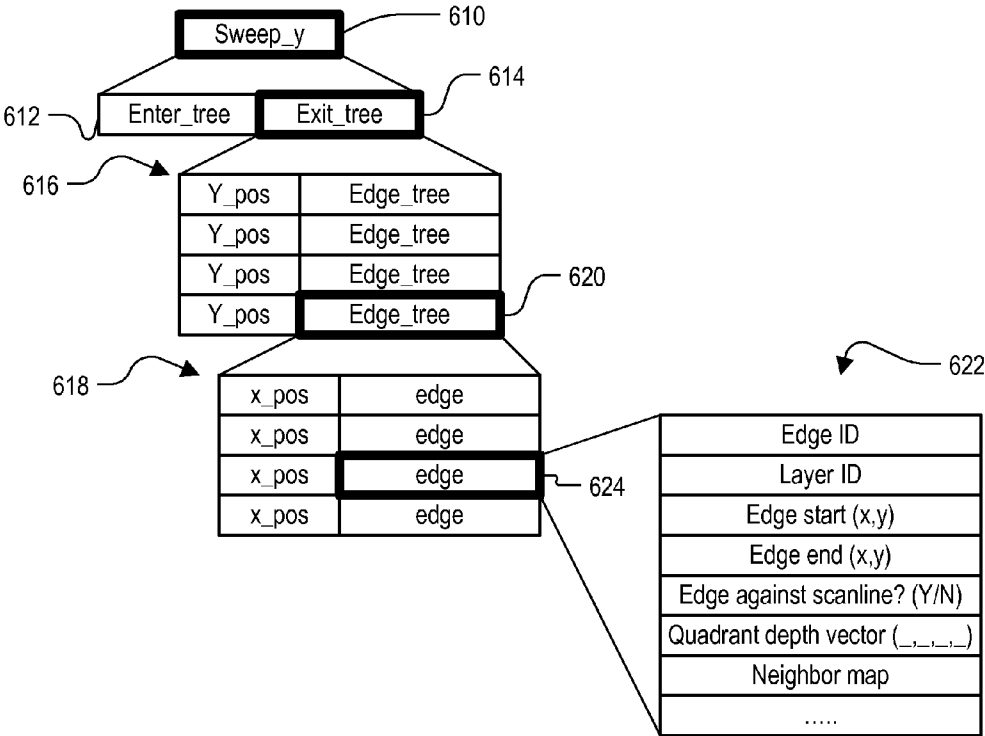 Sweep_y
610
Enter_tree
Exit_tree
614
612
616
Y_pos
Edge_tree
Y_pos
Edge_tree
Y_pos
Edge_tree
Y_pos
Edge_tree
620
618
x_pos
edge
x_pos
edge
x_pos
edge
624
x_pos
edge
622
Edge ID
Layer ID
Edge start (x,y)
Edge end (x,y)
Edge against scanline? (Y/N)
Quadrant depth vector (_,_,_,_)
Neighbor map
.....